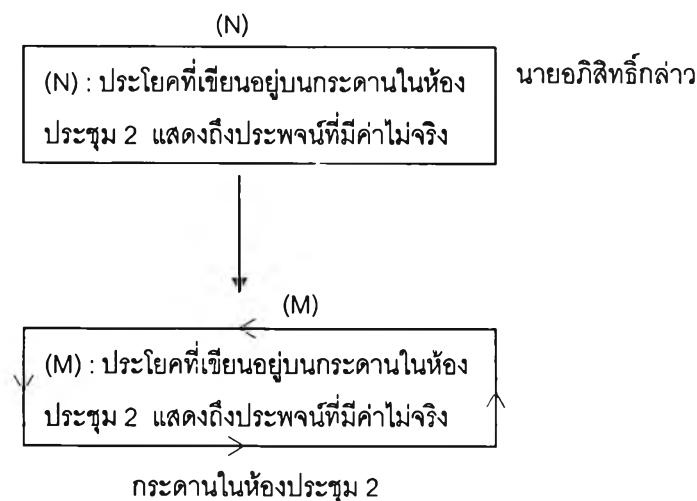 (N)
(N) : ประโยคที่เขียนอยู่บนกระดานในห้อง
ประชุม 2 แสดงถึงประพจน์ที่มีค่าไม่จริง
นายอภิสิทธิ์กล่าว
(M)
(M) : ประโยคที่เขียนอยู่บนกระดานในห้อง
ประชุม 2 แสดงถึงประพจน์ที่มีค่าไม่จริง
กระดานในห้องประชุม 2